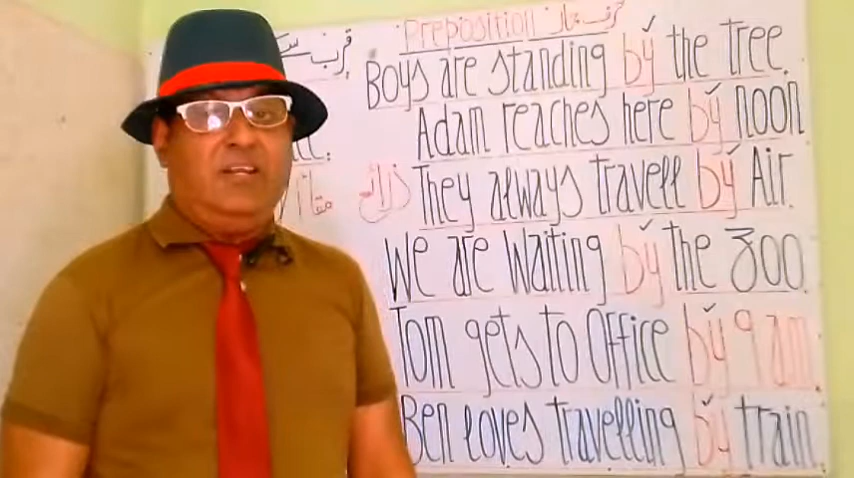 Preposition حرف جار
قرب
Boys are standing by the Tree.
Adam reaches here by noon
They always travell by Air.
We are waiting by the zoo.
Tom gets to Office by 9 am.
Ben loves travelling by train.